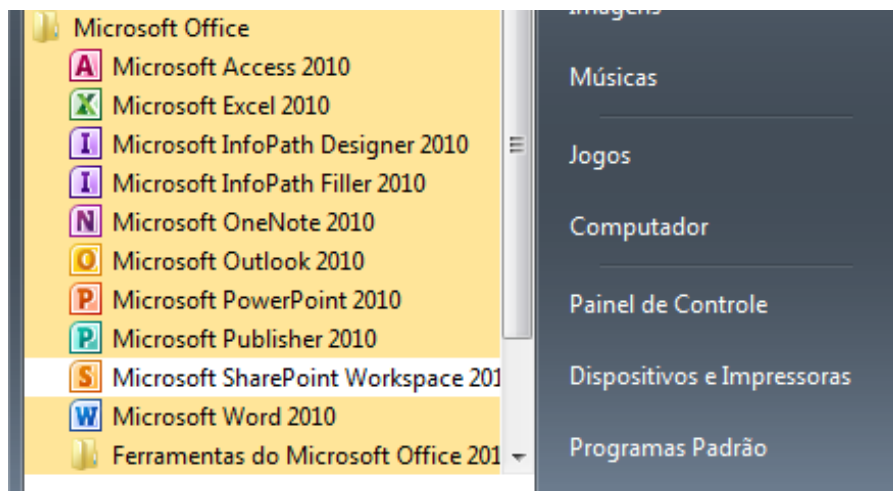 Microsoft Office
Microsoft Access 2010
Microsoft Excel 2010
Microsoft InfoPath Designer 2010
Microsoft InfoPath Filler 2010
Microsoft OneNote 2010
Microsoft Outlook 2010
Microsoft PowerPoint 2010
Microsoft Publisher 2010
Microsoft SharePoint Workspace 201
Microsoft Word 2010
Ferramentas do Microsoft Office 201
Imagens
Músicas
Jogos
Computador
Painel de Controle
Dispositivos e Impressoras
Programas Padrão